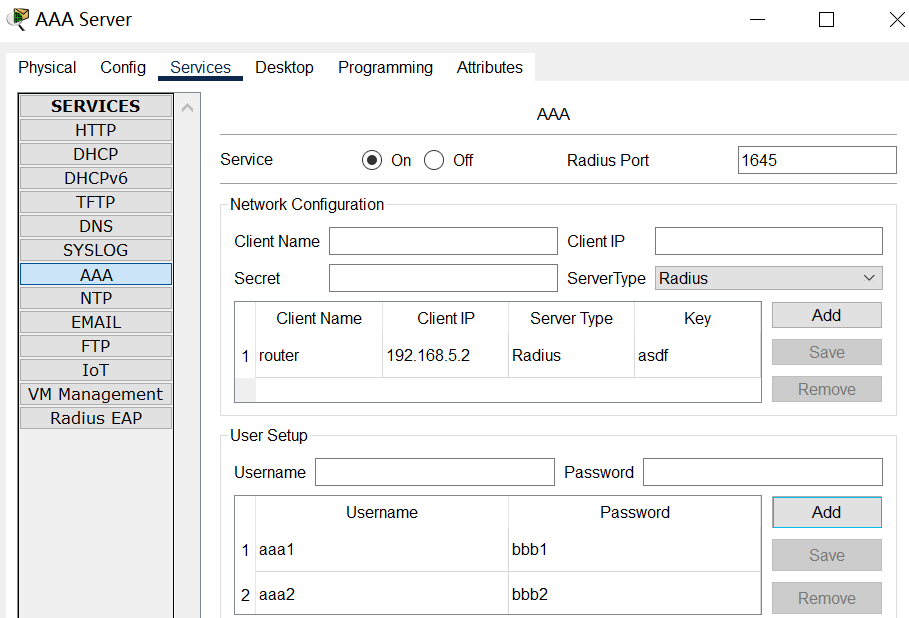 AAA Server
Physical Config Services Desktop Programming Attributes
SERVICES
HTTP
DHCP
DHCPv6
TFTP
DNS
SYSLOG
AAA
NTP
EMAIL
FTP
IoT
VM Management
Radius EAP
AAA
Service On Off Radius Port 1645
Network Configuration
Client Name Client IP
Secret ServerType Radius
Client Name Client IP Server Type Key
1 router 192.168.5.2 Radius asdf
Add
Save
Remove
User Setup
Username Password
Username Password
1 aaa1 bbb1
2 aaa2 bbb2
Add
Save
Remove